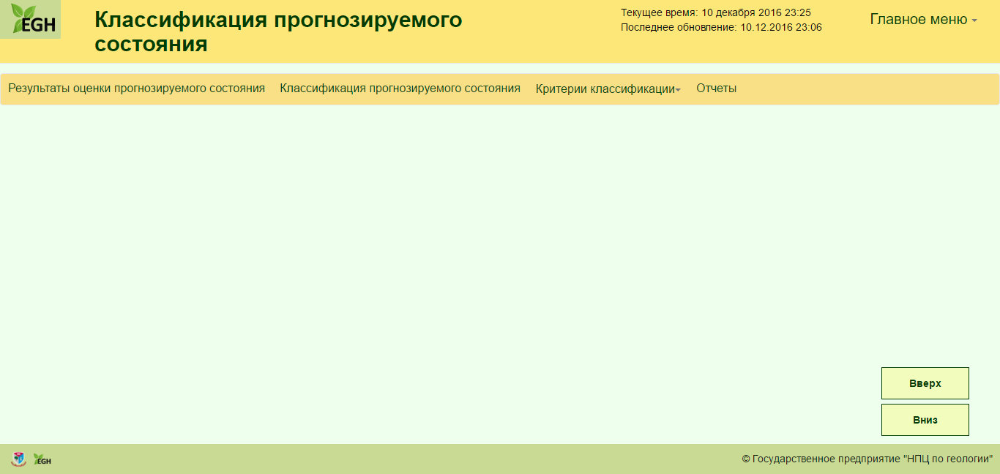 EGH
Классификация прогнозируемого
состояния
Текущее время: 10 декабря 2016 23:25
Последнее обновление: 10.12.2016 23:06
Главное меню
Результаты оценки прогнозируемого состояния Классификация прогнозируемого состояния Критерии классификации Отчеты
Вверх
Вниз
EGH
© Государственное предприятие "НПЦ по геологии"